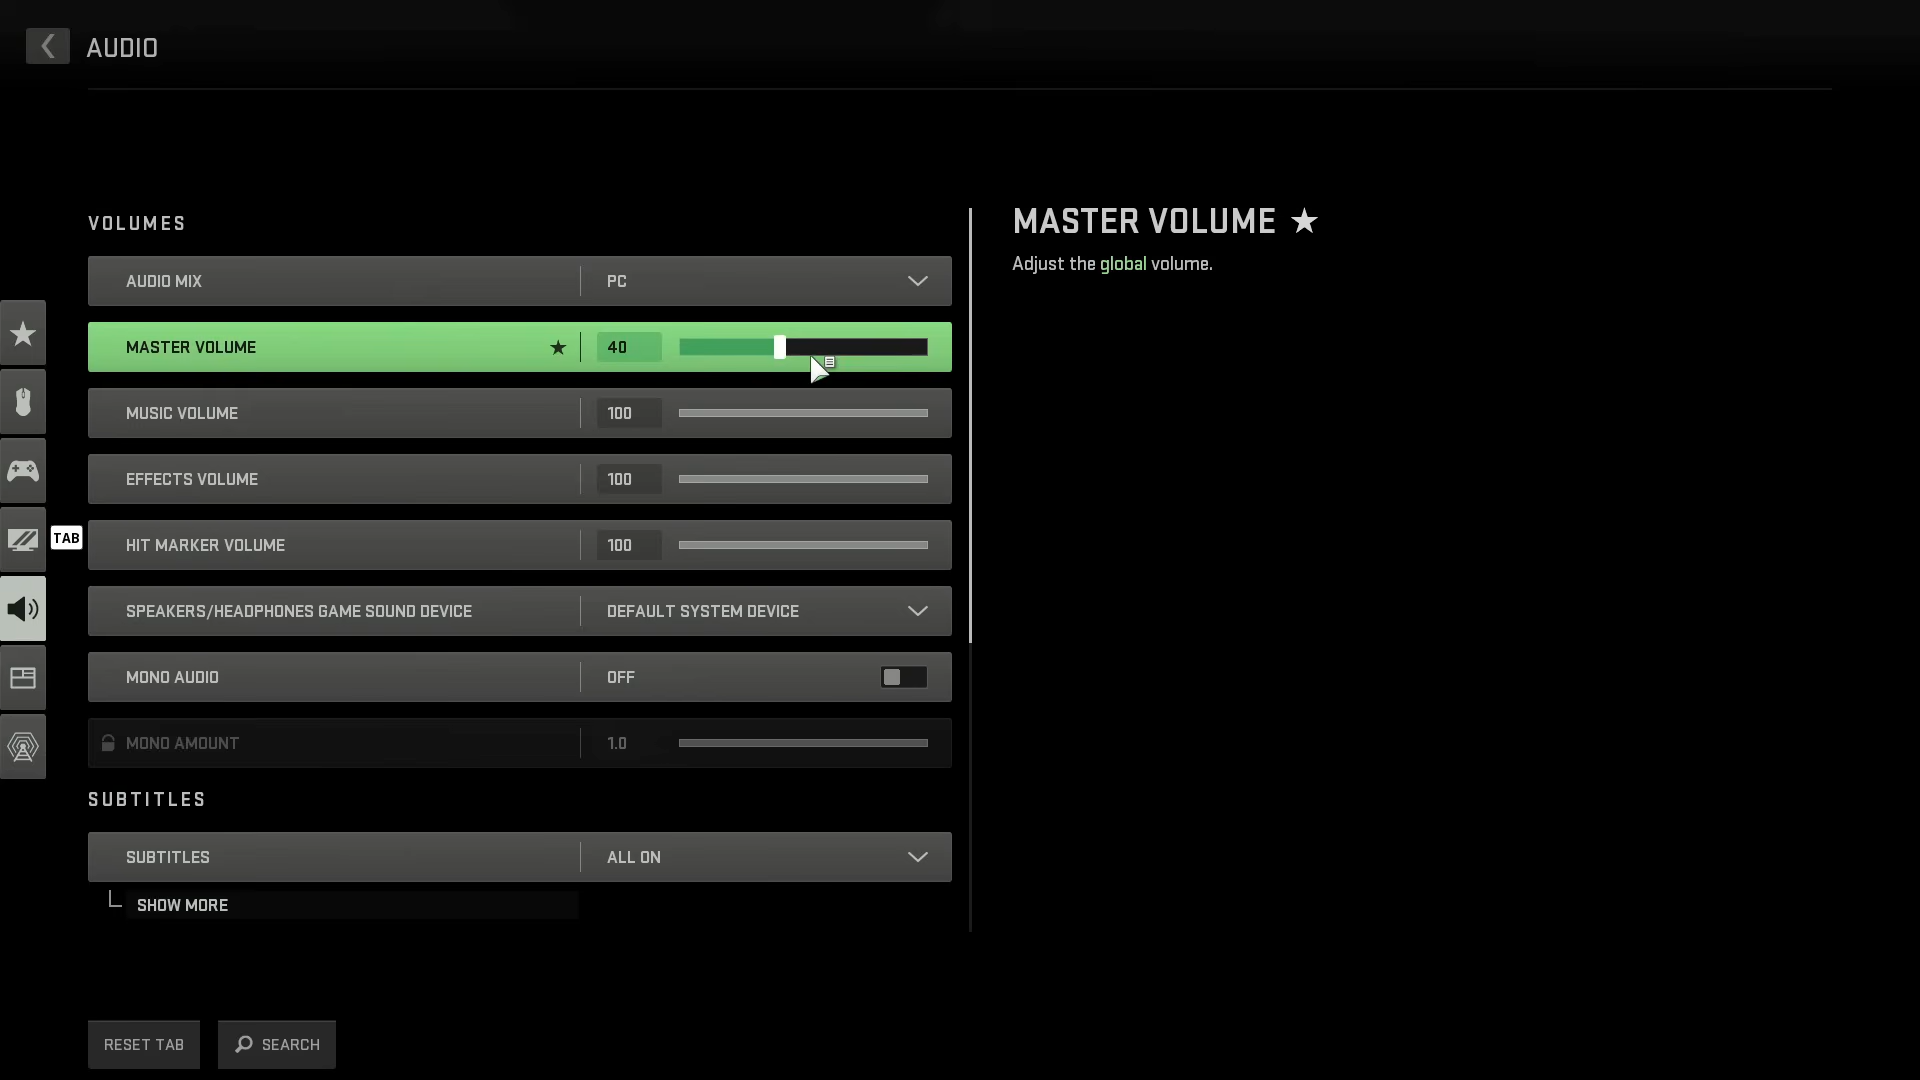 AUDIO
VOLUMES
AUDIO MIX PC
MASTER VOLUME 40
MUSIC VOLUME 100
EFFECTS VOLUME 100
HIT MARKER VOLUME 100
SPEAKERS/HEADPHONES GAME SOUND DEVICE DEFAULT SYSTEM DEVICE
MONO AUDIO OFF
MONO AMOUNT 1.0
SUBTITLES
SUBTITLES ALL ON
SHOW MORE
TAB
RESET TAB
SEARCH
MASTER VOLUME
Adjust the global volume.